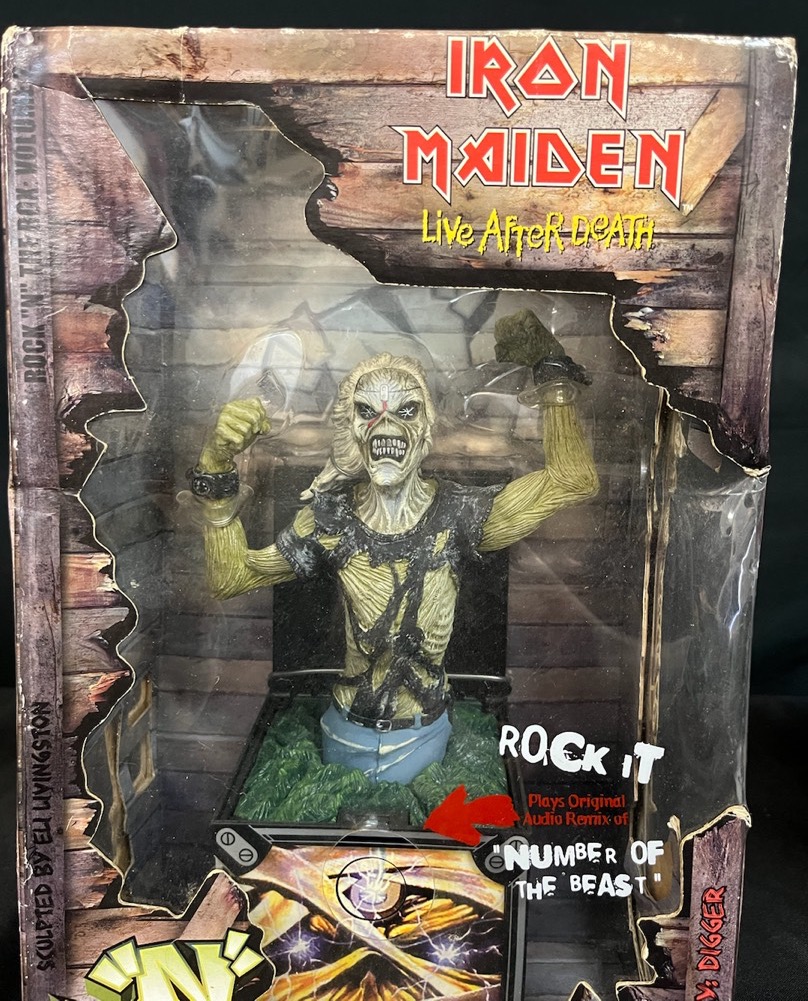 IRON
MAIDEN
Live After Death
ROCK "N" THE BOX VOLUME
ROCK IT
Plays Original
Audio Remix of
"NUMBER OF
THE BEAST"
SCULPTED BY ELI LIVINGSTON
"N"
: DIGGER